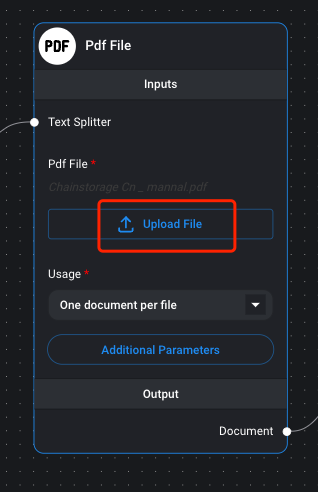 PDF
Pdf File
Inputs
Text Splitter
Pdf File *
Chainstorage Cn _ mannal.pdf
Upload File
Usage *
One document per file
Additional Parameters
Output
Document